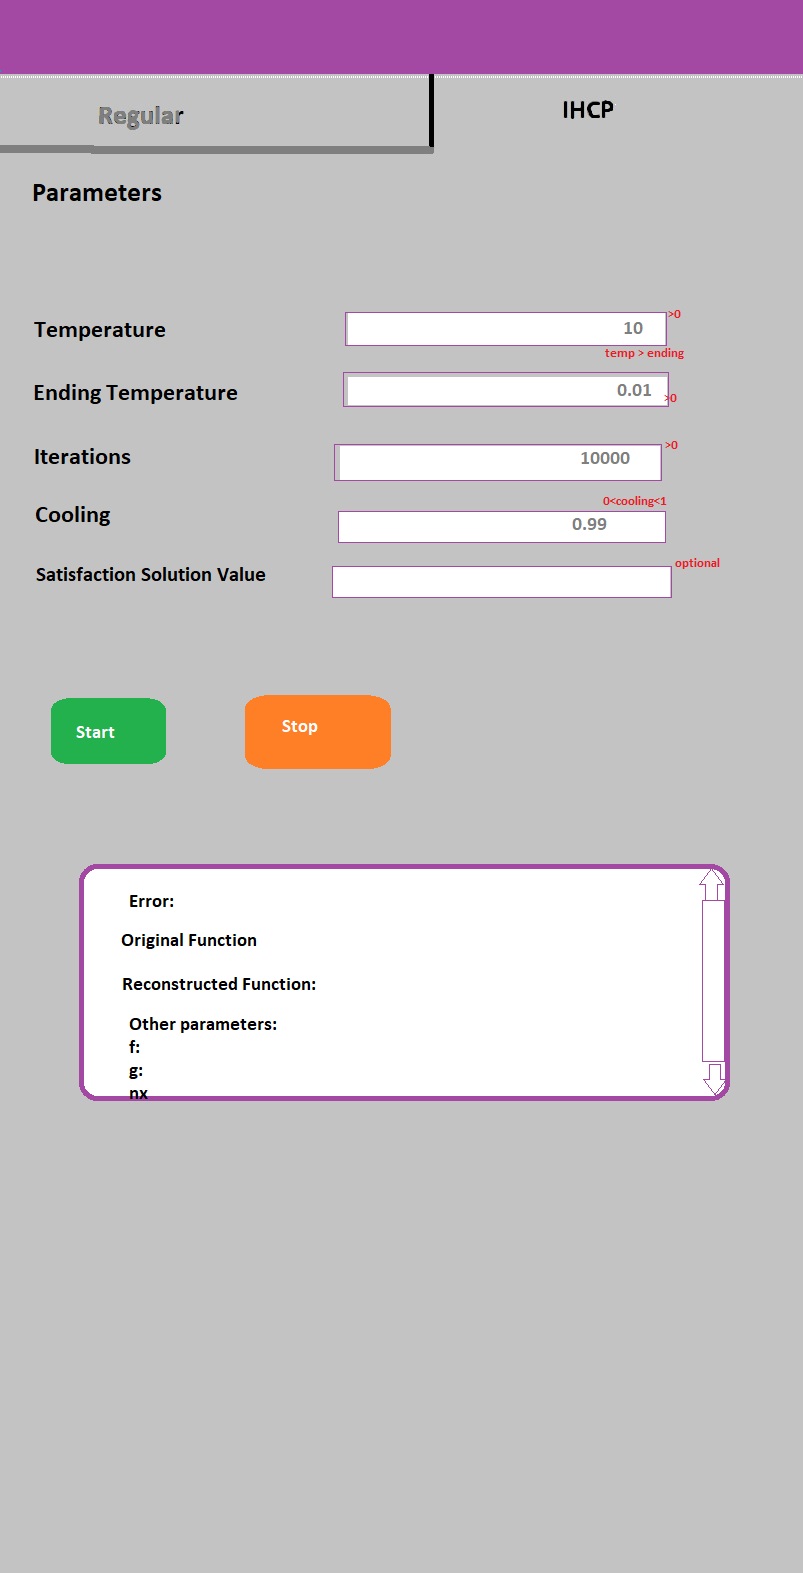 Regular
IHCP
Parameters
Temperature
10
>0
temp > ending
Ending Temperature
0.01
>0
Iterations
10000
>0
0<cooling<1
Cooling
0.99
Satisfaction Solution Value
optional
Start
Stop
Error:
Original Function
Reconstructed Function:
Other parameters:
f:
g:
nx